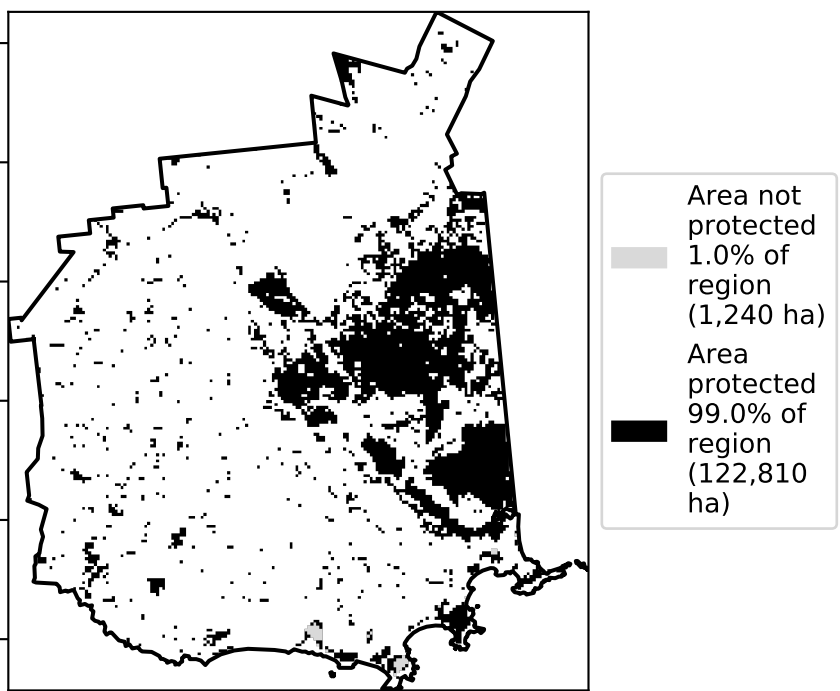 Area not
protected
1.0% of
region
(1,240 ha)
Area
protected
99.0% of
region
(122,810
ha)